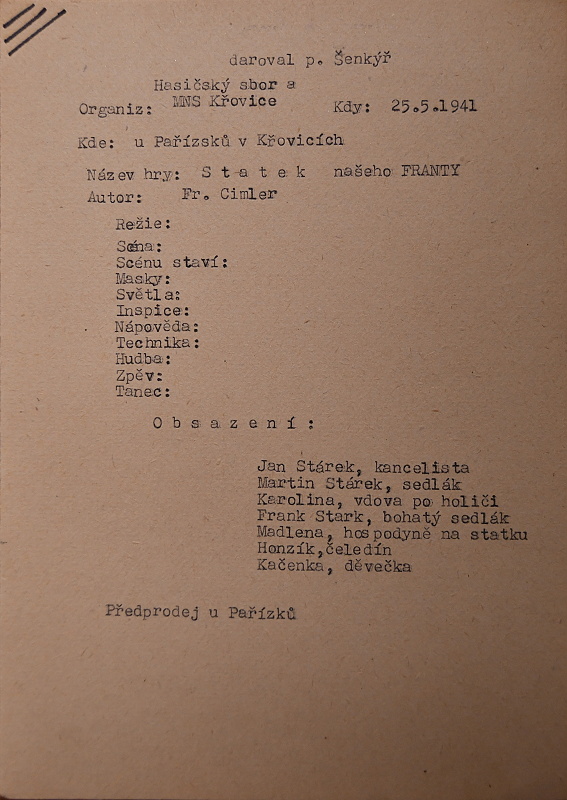 daroval p. Šenkýř
Hasičský sbor a
Organiz: MNS Křovice Kdy: 25.5.1941
Kde: u Pařízsků v Křovicích
Název hry: S t a t e k našeho FRANTY
Autor: Fr. Cimler
Režie:
Scéna:
Scénu staví:
Masky:
Světla:
Inspice:
Nápověda:
Technika:
Hudba:
Zpěv:
Tanec:
O b s a z e n í :
Jan Stárek, kancelista
Martin Stárek, sedlák
Karolina, vdova po holiči
Frank Stark, bohatý sedlák
Madlena, hospodyně na statku
Honzík,čeledín
Kačenka, děvečka
Předprodej u Pařízků